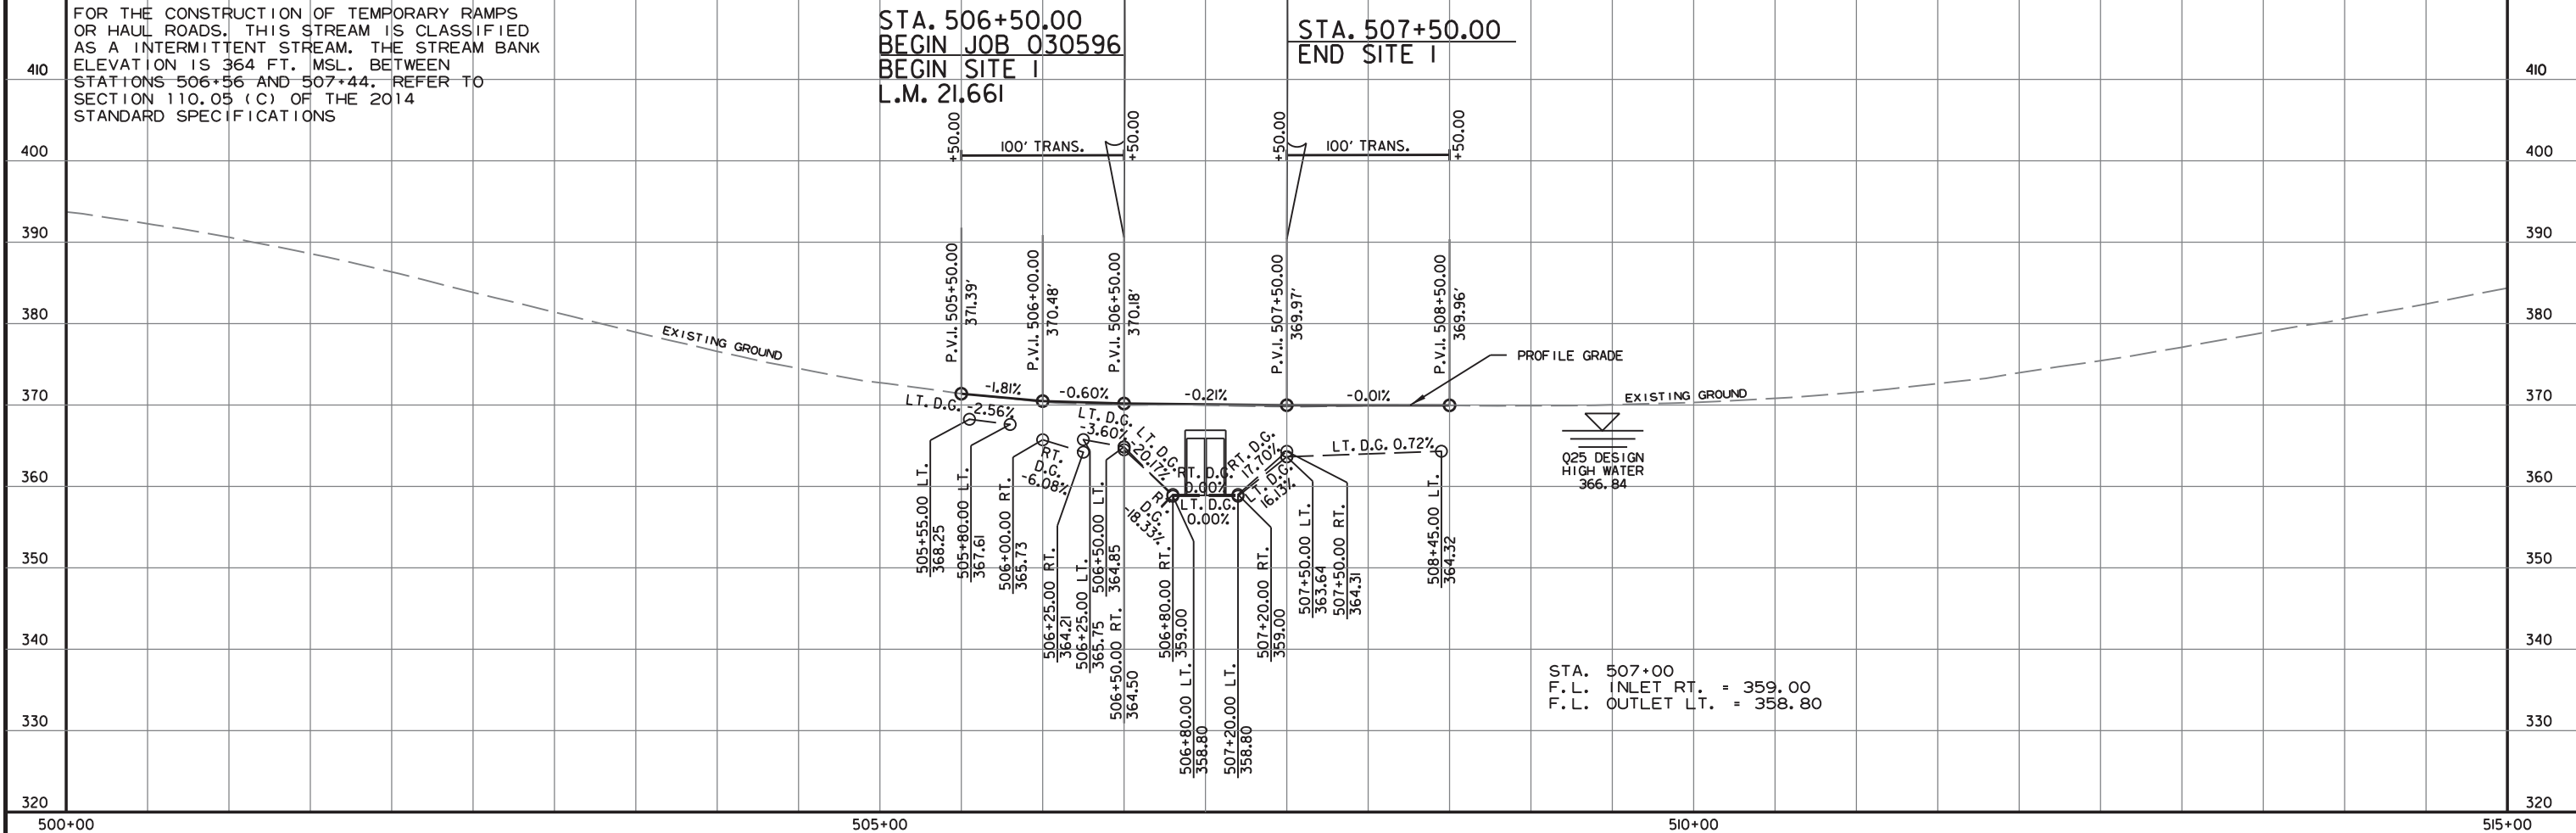 FOR THE CONSTRUCTION OF TEMPORARY RAMPS
OR HAUL ROADS. THIS STREAM IS CLASSIFIED
AS A INTERMITTENT STREAM. THE STREAM BANK
ELEVATION IS 364 FT. MSL. BETWEEN
STATIONS 506+56 AND 507+44. REFER TO
SECTION 110.05 (C) OF THE 2014
STANDARD SPECIFICATIONS
STA. 506+50.00
BEGIN JOB 030596
BEGIN SITE 1
L.M. 21.661
STA. 507+50.00
END SITE 1
410
410
400
400
390
390
380
380
370
370
360
360
350
350
340
340
330
330
320
320
+50.00
100' TRANS.
+50.00
+50.00
100' TRANS.
+50.00
P.V.I. 505+50.00
371.39'
P.V.I. 506+00.00
370.48'
P.V.I. 506+50.00
370.18'
P.V.I. 507+50.00
369.97'
P.V.I. 508+50.00
369.96'
EXISTING GROUND
PROFILE GRADE
EXISTING GROUND
-1.81%
-0.60%
-0.21%
-0.01%
LT. D.G. -2.56%
RT.
D.G.
-6.08%
LT. D.G.
-3.60%
LT. D.G.
-20.17%
RT.
D.G.
-18.33%
RT. D.G.
0.00%
LT. D.G.
0.00%
RT. D.G.
17.70%
LT. D.G.
16.13%
LT. D.G. 0.72%
Q25 DESIGN
HIGH WATER
366.84
505+55.00 LT.
368.25
505+80.00 LT.
367.61
506+00.00 RT.
365.73
506+25.00 RT.
364.21
506+25.00 LT.
365.75
506+50.00 LT.
364.85
506+50.00 RT.
364.50
506+80.00 RT.
359.00
506+80.00 LT.
358.80
507+20.00 LT.
358.80
507+20.00 RT.
359.00
507+50.00 LT.
363.64
507+50.00 RT.
364.31
508+45.00 LT.
364.32
STA. 507+00
F.L. INLET RT. = 359.00
F.L. OUTLET LT. = 358.80
500+00
505+00
510+00
515+00